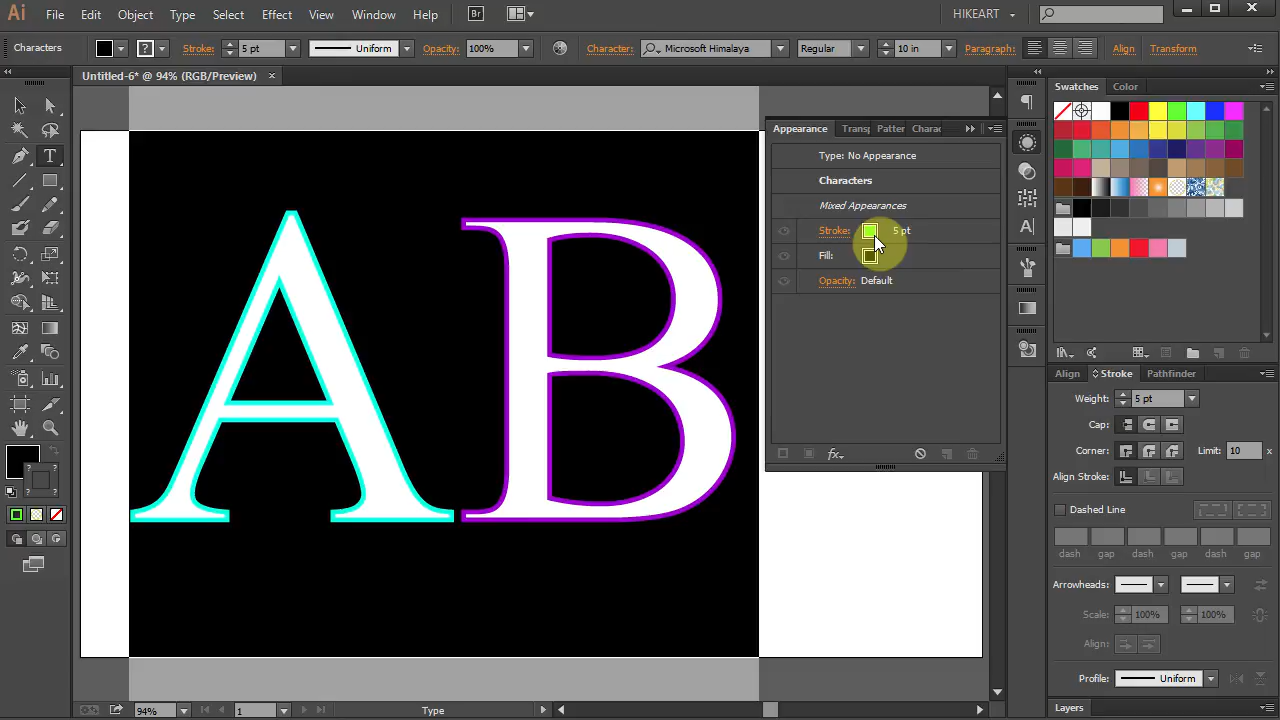 Ai File Edit Object Type Select Effect View Window Help Br HIKEART
Characters ? Stroke: 5 pt Uniform Opacity: 100% Character: Microsoft Himalaya Regular 10 in Paragraph: Align Transform
Untitled-6* @ 94% (RGB/Preview)
Appearance Transp Patter Charac
Type: No Appearance
Characters
Mixed Appearances
Stroke: 5 pt
Fill:
Opacity: Default
fx
AB
Swatches Color
Align Stroke Pathfinder
Weight: 5 pt
Cap:
Corner: Limit: 10 x
Align Stroke:
Dashed Line
dash gap dash gap dash gap
Arrowheads:
Scale: 100% 100%
Align:
Profile: Uniform
Layers
94% 1 Type